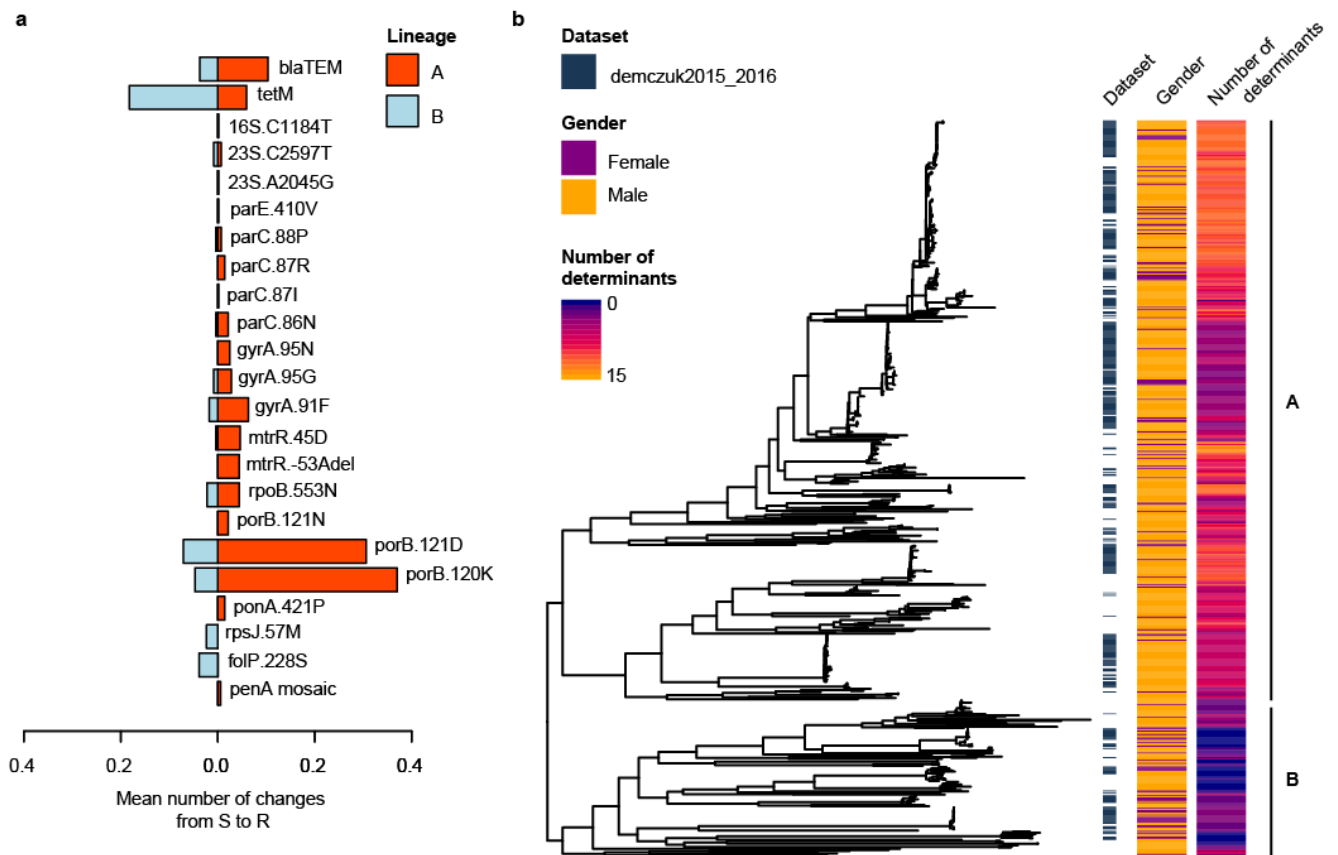 a
Lineage
A
B
blaTEM
tetM
16S.C1184T
23S.C2597T
23S.A2045G
parE.410V
parC.88P
parC.87R
parC.87I
parC.86N
gyrA.95N
gyrA.95G
gyrA.91F
mtrR.45D
mtrR.-53Adel
rpoB.553N
porB.121N
porB.121D
porB.120K
ponA.421P
rpsJ.57M
folP.228S
penA mosaic
0.4 0.2 0.0 0.2 0.4
Mean number of changes
from S to R
b
Dataset
demczuk2015_2016
Gender
Female
Male
Number of
determinants
0
15
Dataset
Gender
Number of
determinants
A
B